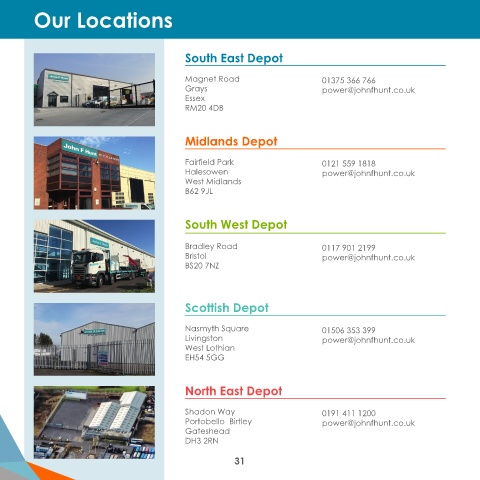 Our Locations
South East Depot
Magnet Road
Grays
Essex
RM20 4DB
01375 366 766
power@johnfhunt.co.uk
Midlands Depot
Fairfield Park
Halesowen
West Midlands
B62 9JL
0121 559 1818
power@johnfhunt.co.uk
John F Hunt
South West Depot
Bradley Road
Bristol
BS20 7NZ
0117 901 2199
power@johnfhunt.co.uk
Scottish Depot
Nasmyth Square
Livingston
West Lothian
EH54 5GG
01506 353 399
power@johnfhunt.co.uk
North East Depot
Shadon Way
Portobello Birtley
Gateshead
DH3 2RN
0191 411 1200
power@johnfhunt.co.uk
31